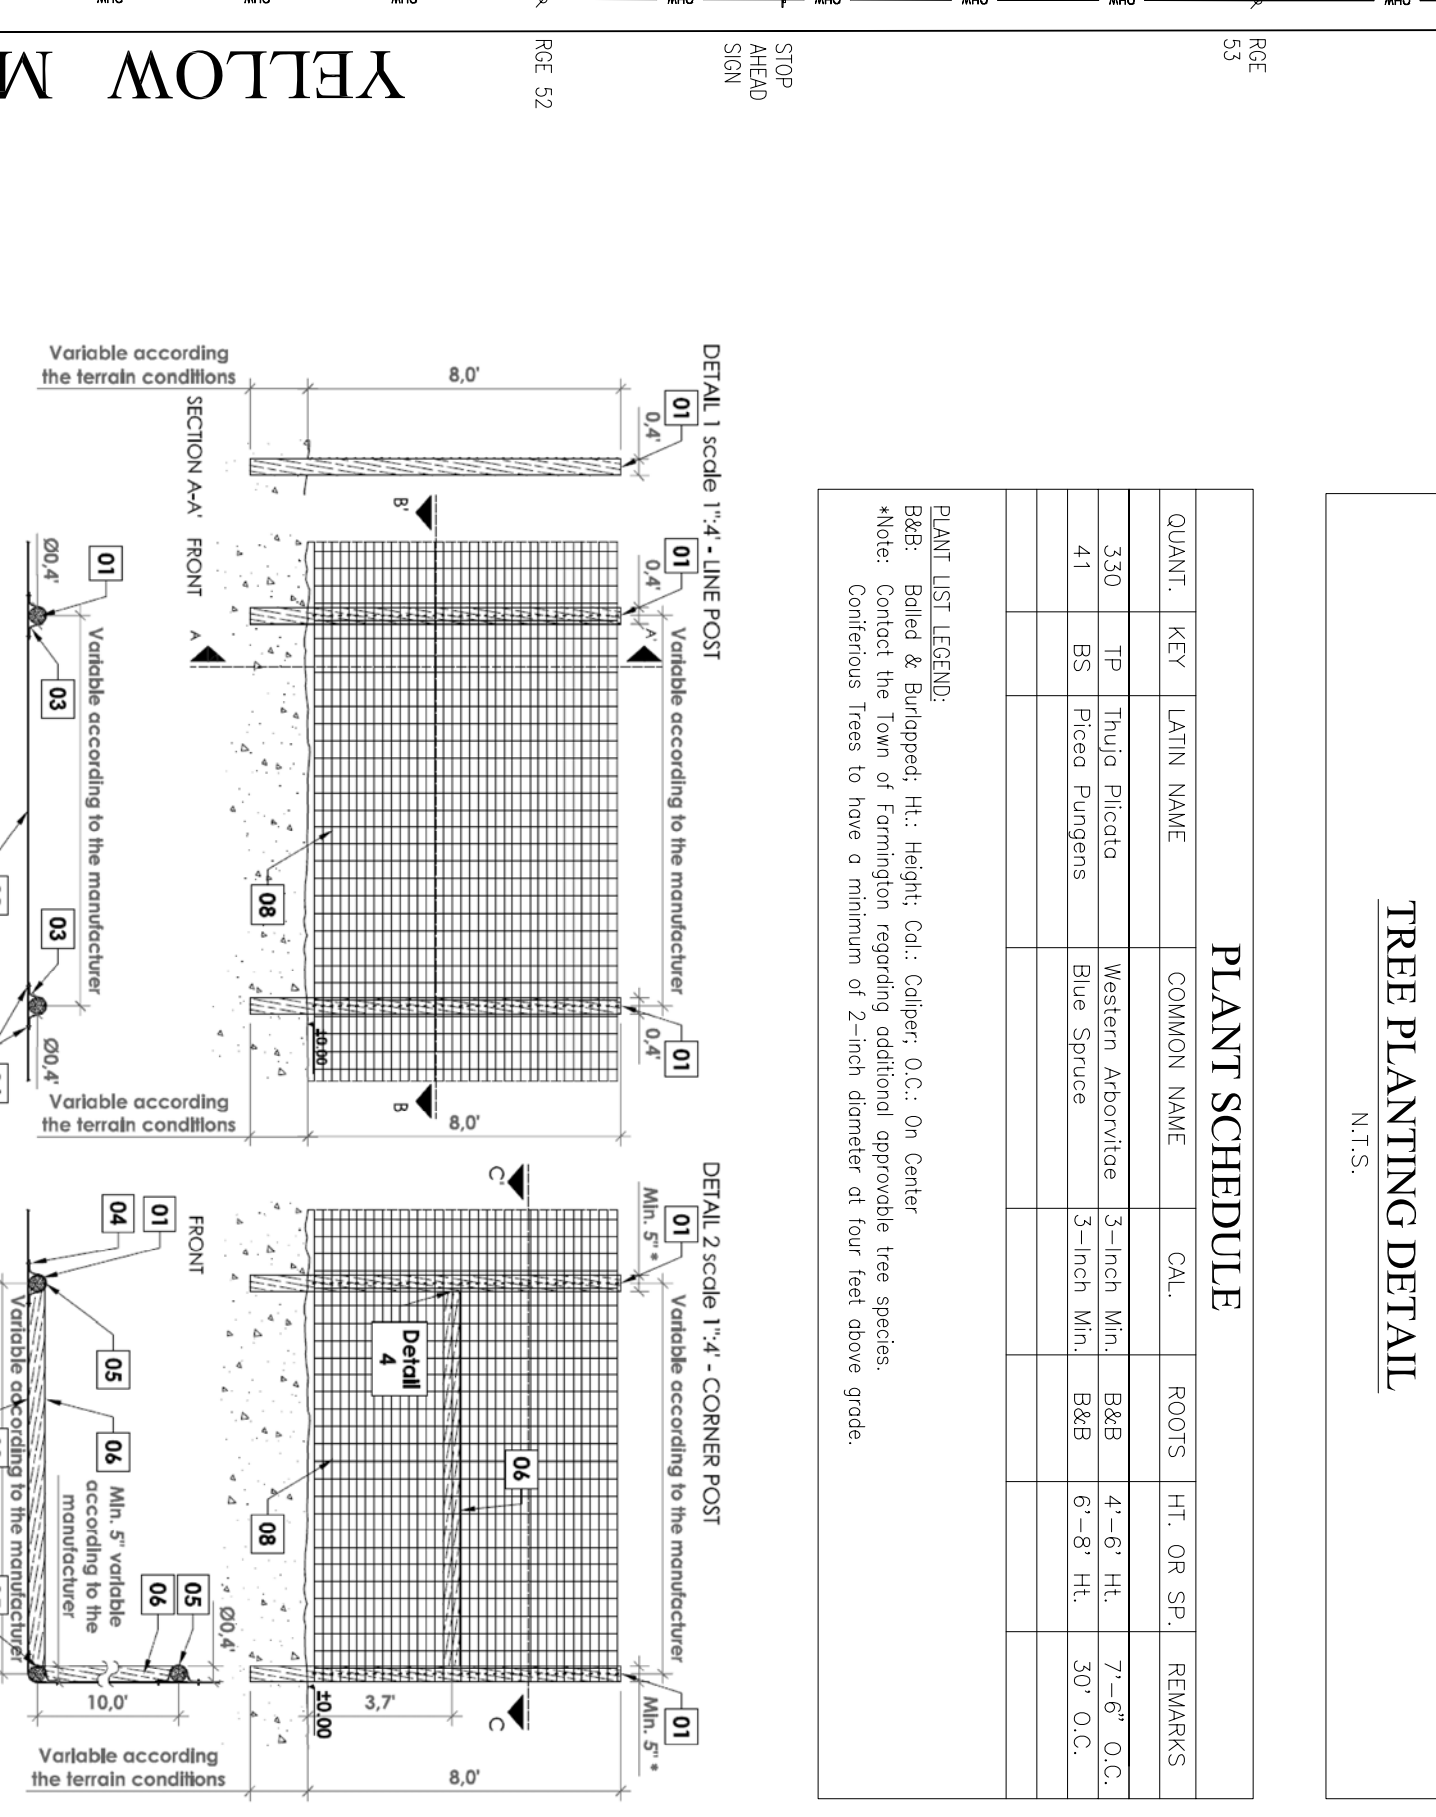 RGE
53
STOP
AHEAD
SIGN
RGE 52
YELLOW M
TREE PLANTING DETAIL
N.T.S.
PLANT SCHEDULE
QUANT. KEY LATIN NAME COMMON NAME CAL. ROOTS HT. OR SP. REMARKS
330 TP Thuja Plicata Western Arborvitae 3-Inch Min. B&B 4'-6' Ht. 7'-6" O.C.
41 BS Picea Pungens Blue Spruce 3-Inch Min. B&B 6'-8' Ht. 30' O.C.
PLANT LIST LEGEND:
B&B: Balled & Burlapped; Ht.: Height; Cal.: Caliper; O.C.: On Center
*Note: Contact the Town of Farmington regarding additional approvable tree species.
Coniferious Trees to have a minimum of 2-inch diameter at four feet above grade.
DETAIL 1 scale 1":4' - LINE POST
01
0,4'
01
0,4'
A'
Variable according to the manufacturer
01
0,4'
8,0'
B'
B
8,0'
08
±0.00
Variable according
the terrain conditions
SECTION A-A'
FRONT
A
Variable according
the terrain conditions
01
Ø0,4'
03
Variable according to the manufacturer
03
Ø0,4'
DETAIL 2 scale 1":4' - CORNER POST
01
Min. 5" *
Variable according to the manufacturer
01
Min. 5" *
C'
C
06
Detail
4
08
3,7'
±0.00
8,0'
Variable according
the terrain conditions
FRONT
01
04
05
06
Min. 5" variable
according to the
manufacturer
05
06
Ø0,4'
10,0'
Variable according to the manufacturer